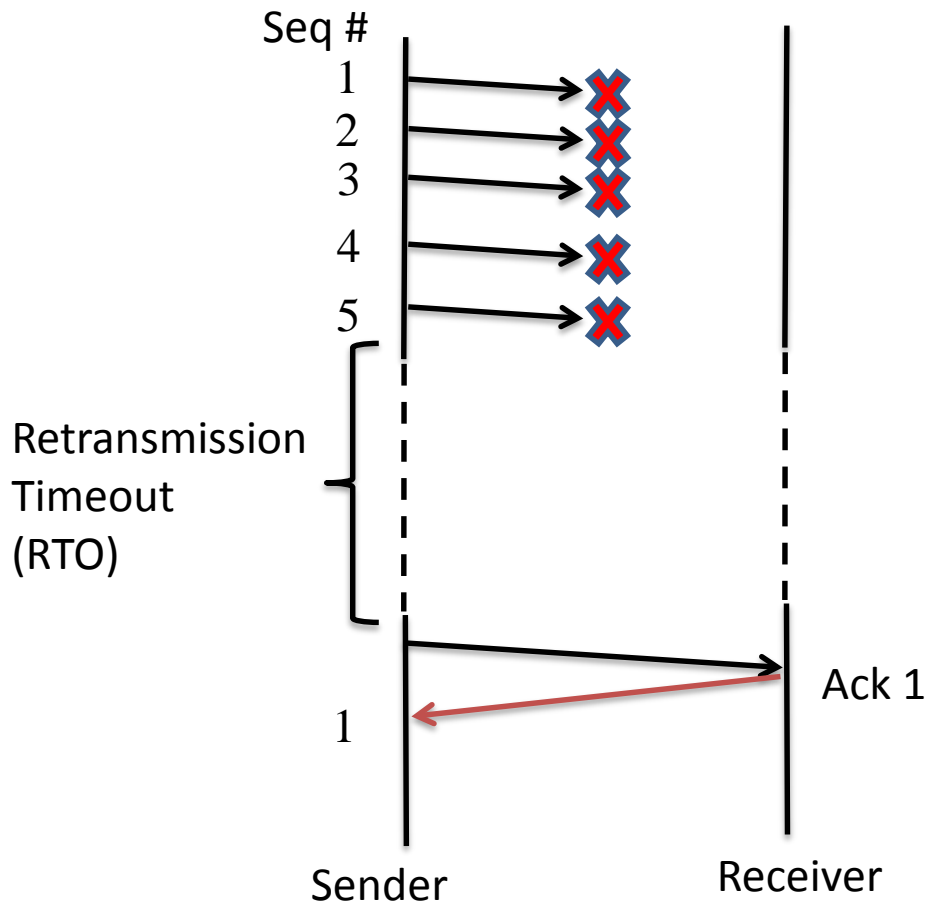 Seq #
1
2
3
4
5
Retransmission
Timeout
(RTO)
Ack 1
1
Sender
Receiver